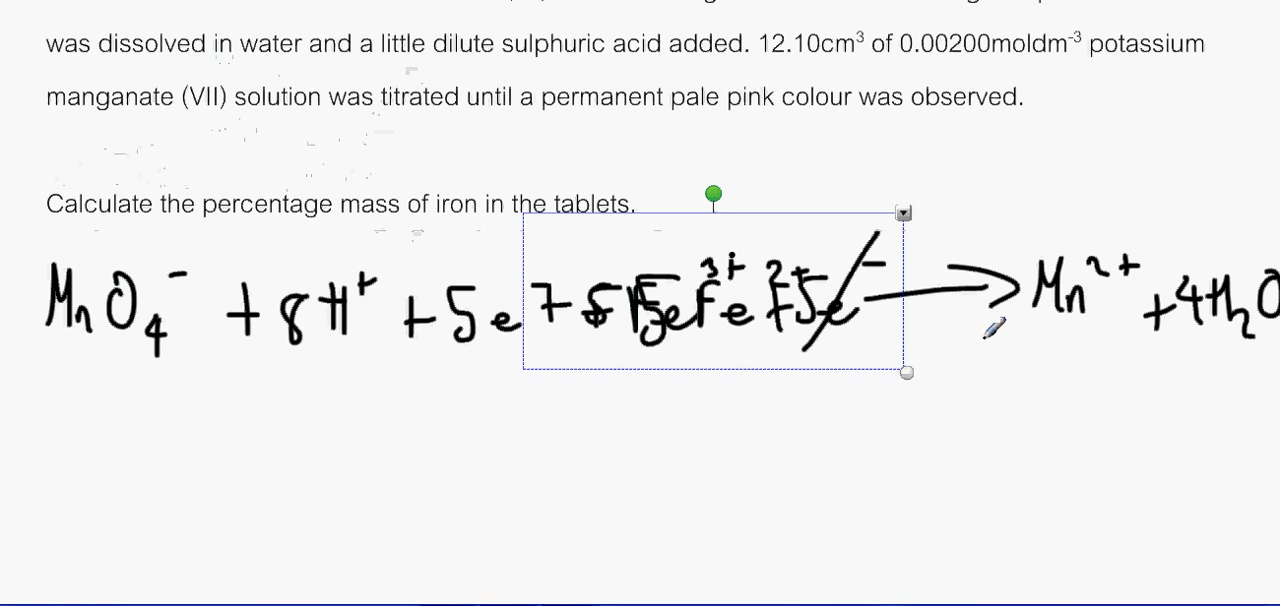 was dissolved in water and a little dilute sulphuric acid added. 12.10cm³ of 0.00200moldm⁻³ potassium
manganate (VII) solution was titrated until a permanent pale pink colour was observed.
Calculate the percentage mass of iron in the tablets.
MnO₄⁻ + 8H⁺ + 5e → Mn²⁺ + 4H₂O